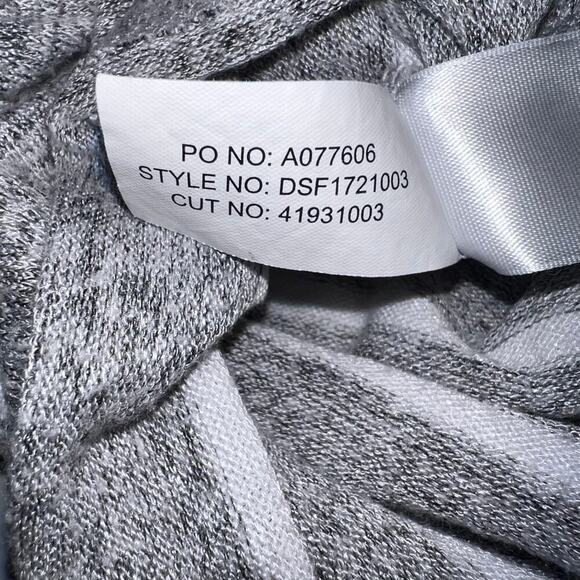 PO NO: A077606
STYLE NO: DSF1721003
CUT NO: 41931003